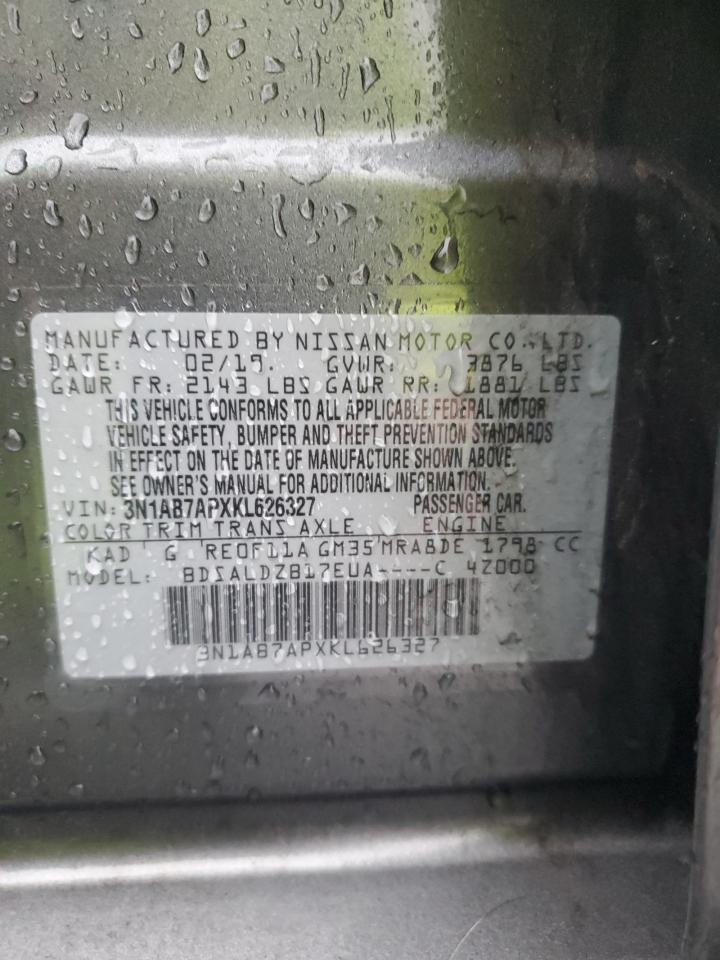 MANUFACTURED BY NISSAN MOTOR CO.,LTD.
DATE: 02/19. GVWR: 3876 LBS
GAWR FR: 2143 LBS GAWR RR: 1881 LBS
THIS VEHICLE CONFORMS TO ALL APPLICABLE FEDERAL MOTOR
VEHICLE SAFETY, BUMPER AND THEFT PREVENTION STANDARDS
IN EFFECT ON THE DATE OF MANUFACTURE SHOWN ABOVE.
SEE OWNER'S MANUAL FOR ADDITIONAL INFORMATION.
VIN: 3N1AB7APXKL626327 PASSENGER CAR.
COLOR TRIM TRANS AXLE ENGINE
KAD G RE0F11A GM35 MRA8DE 1798 CC
MODEL: BDSALDZB17EUA----C 4Z000
3N1AB7APXKL626327